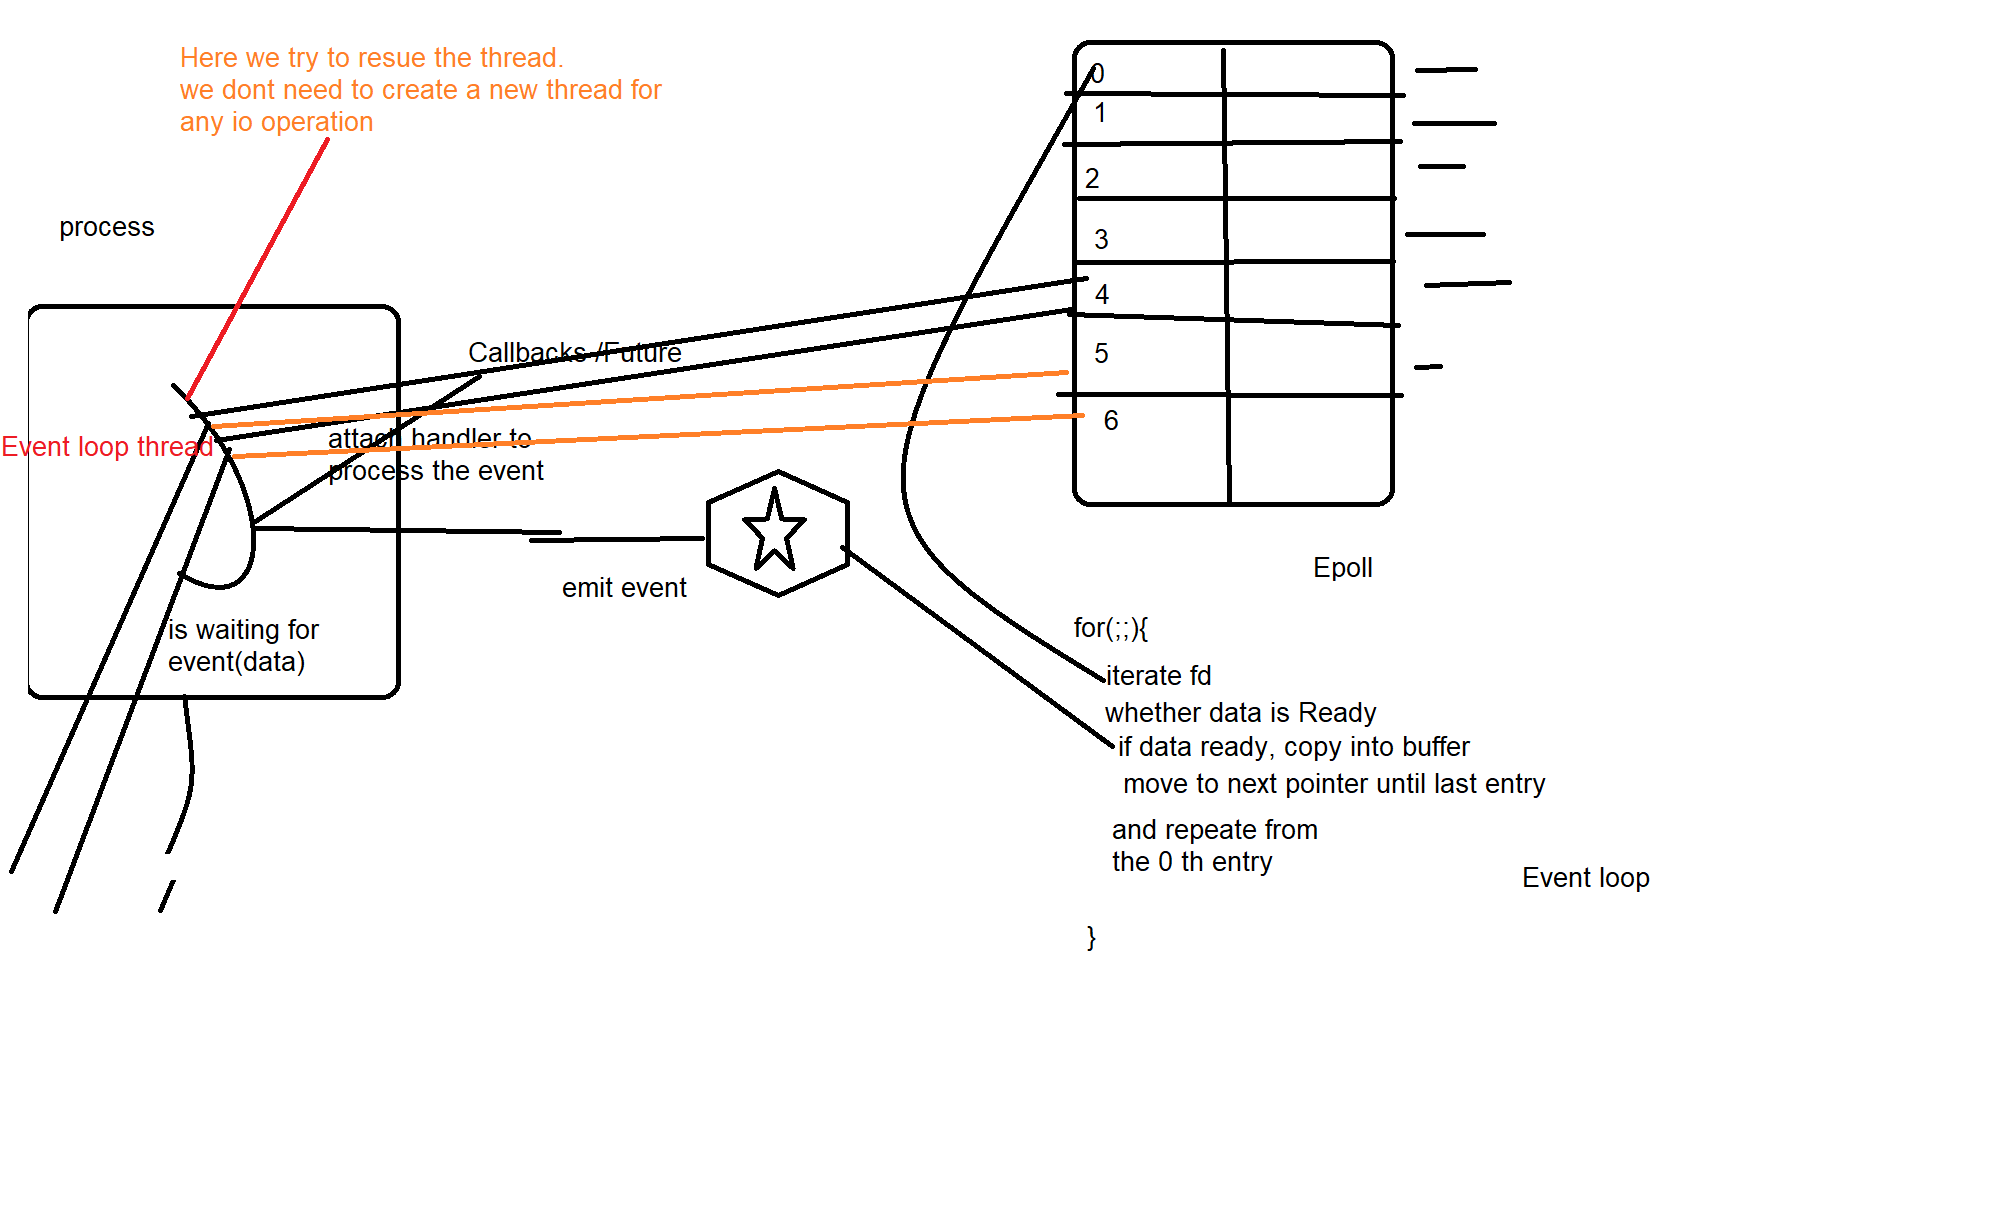 Here we try to resue the thread.
we dont need to create a new thread for
any io operation
process
Callbacks /Future
Event loop thread
attach handler to
process the event
emit event
is waiting for
event(data)
0
1
2
3
4
5
6
Epoll
for(;;){
iterate fd
whether data is Ready
if data ready, copy into buffer
move to next pointer until last entry
and repeate from
the 0 th entry
Event loop
}